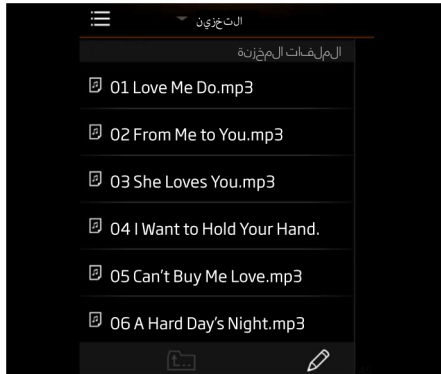 التخزين
الملفات المخزنة
01 Love Me Do.mp3
02 From Me to You.mp3
03 She Loves You.mp3
04 I Want to Hold Your Hand.
05 Can't Buy Me Love.mp3
06 A Hard Day's Night.mp3